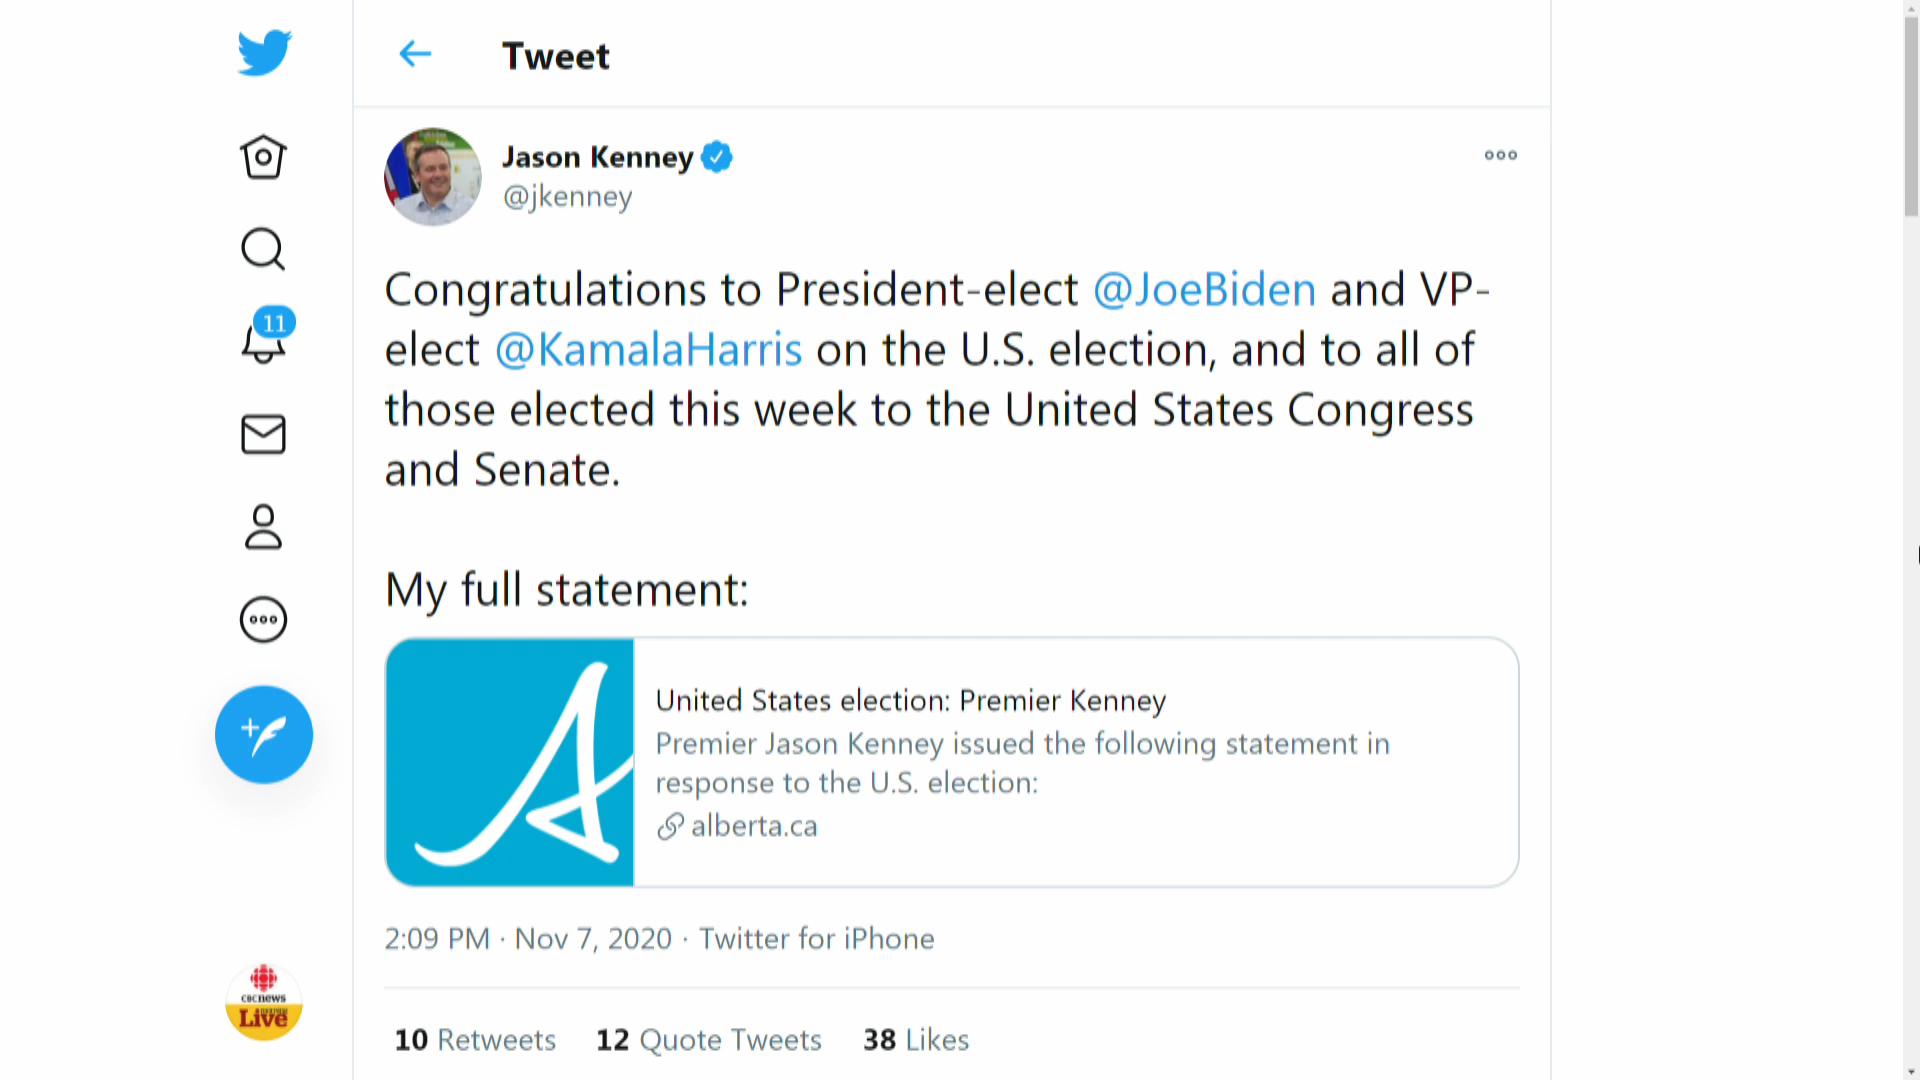 Tweet
Jason Kenney
@jkenney
Congratulations to President-elect @JoeBiden and VP-
elect @KamalaHarris on the U.S. election, and to all of
those elected this week to the United States Congress
and Senate.
My full statement:
United States election: Premier Kenney
Premier Jason Kenney issued the following statement in
response to the U.S. election:
alberta.ca
2:09 PM · Nov 7, 2020 · Twitter for iPhone
10 Retweets 12 Quote Tweets 38 Likes
11
CBC news
Live